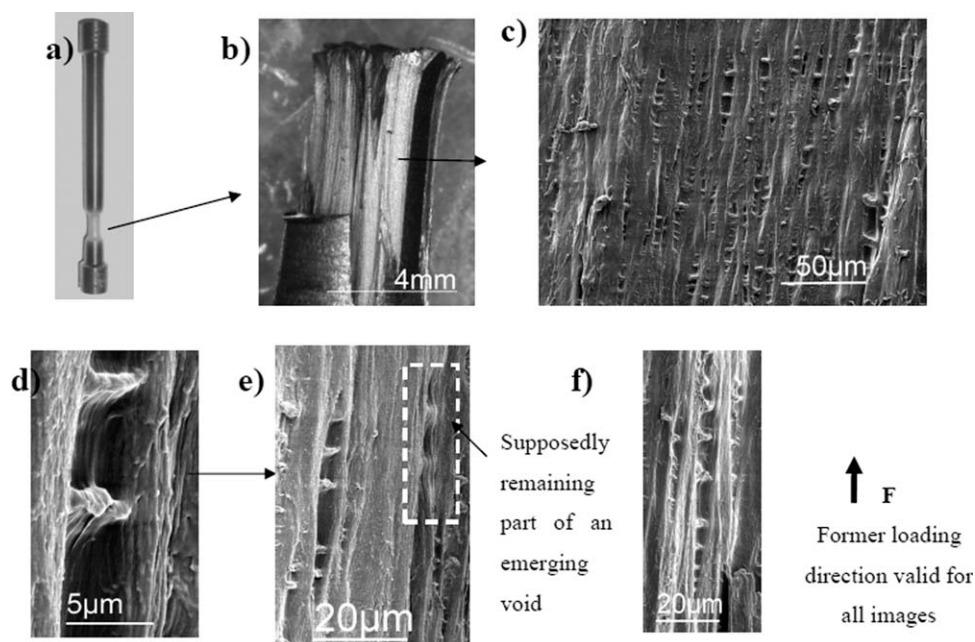 a)
b)
c)
4mm
50µm
d)
e)
f)
5µm
20µm
20µm
Supposedly
remaining
part of an
emerging
void
F
Former loading
direction valid for
all images